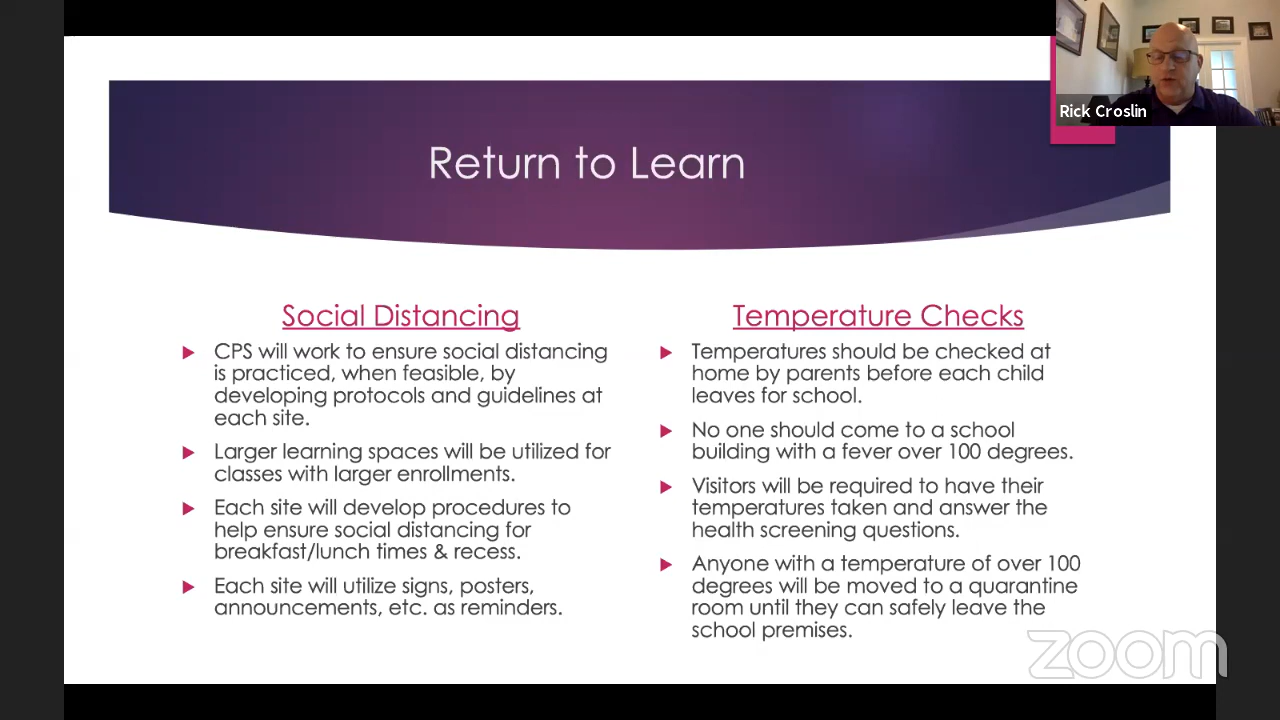 Rick Croslin
Return to Learn
Social Distancing
CPS will work to ensure social distancing
is practiced, when feasible, by
developing protocols and guidelines at
each site.
Larger learning spaces will be utilized for
classes with larger enrollments.
Each site will develop procedures to
help ensure social distancing for
breakfast/lunch times & recess.
Each site will utilize signs, posters,
announcements, etc. as reminders.
Temperature Checks
Temperatures should be checked at
home by parents before each child
leaves for school.
No one should come to a school
building with a fever over 100 degrees.
Visitors will be required to have their
temperatures taken and answer the
health screening questions.
Anyone with a temperature of over 100
degrees will be moved to a quarantine
room until they can safely leave the
school premises.
zoom